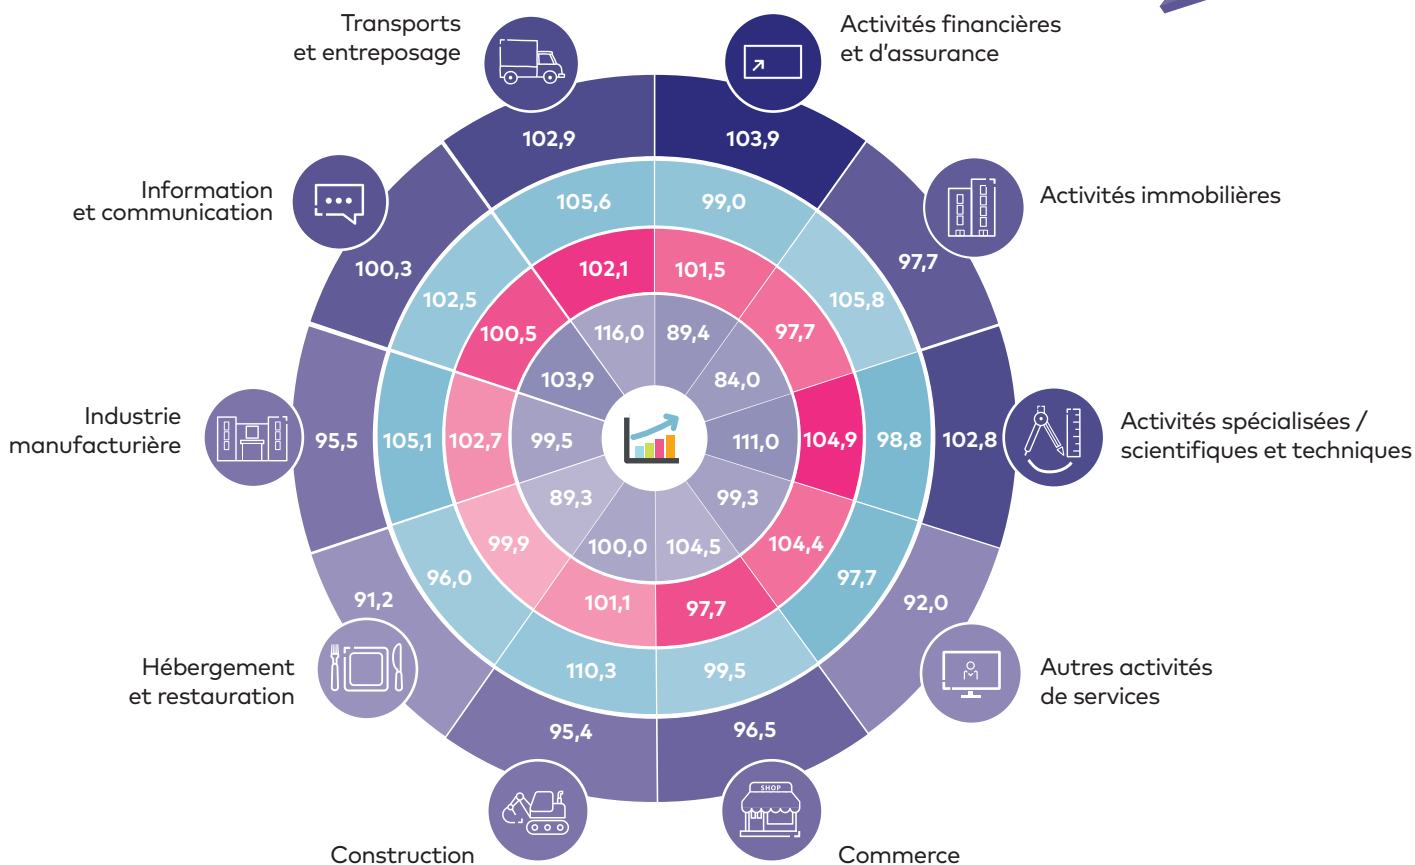 Transports
et entreposage
Activités financières
et d'assurance
Information
et communication
Activités immobilières
Industrie
manufacturière
Activités spécialisées /
scientifiques et techniques
Hébergement
et restauration
Autres activités
de services
Construction
Commerce
SHOP
102,9
103,9
97,7
102,8
92,0
96,5
95,4
91,2
95,5
100,3
105,6
99,0
105,8
98,8
97,7
99,5
110,3
96,0
105,1
102,5
102,1
101,5
97,7
104,9
104,4
97,7
101,1
99,9
102,7
100,5
116,0
89,4
84,0
111,0
99,3
104,5
100,0
89,3
99,5
103,9